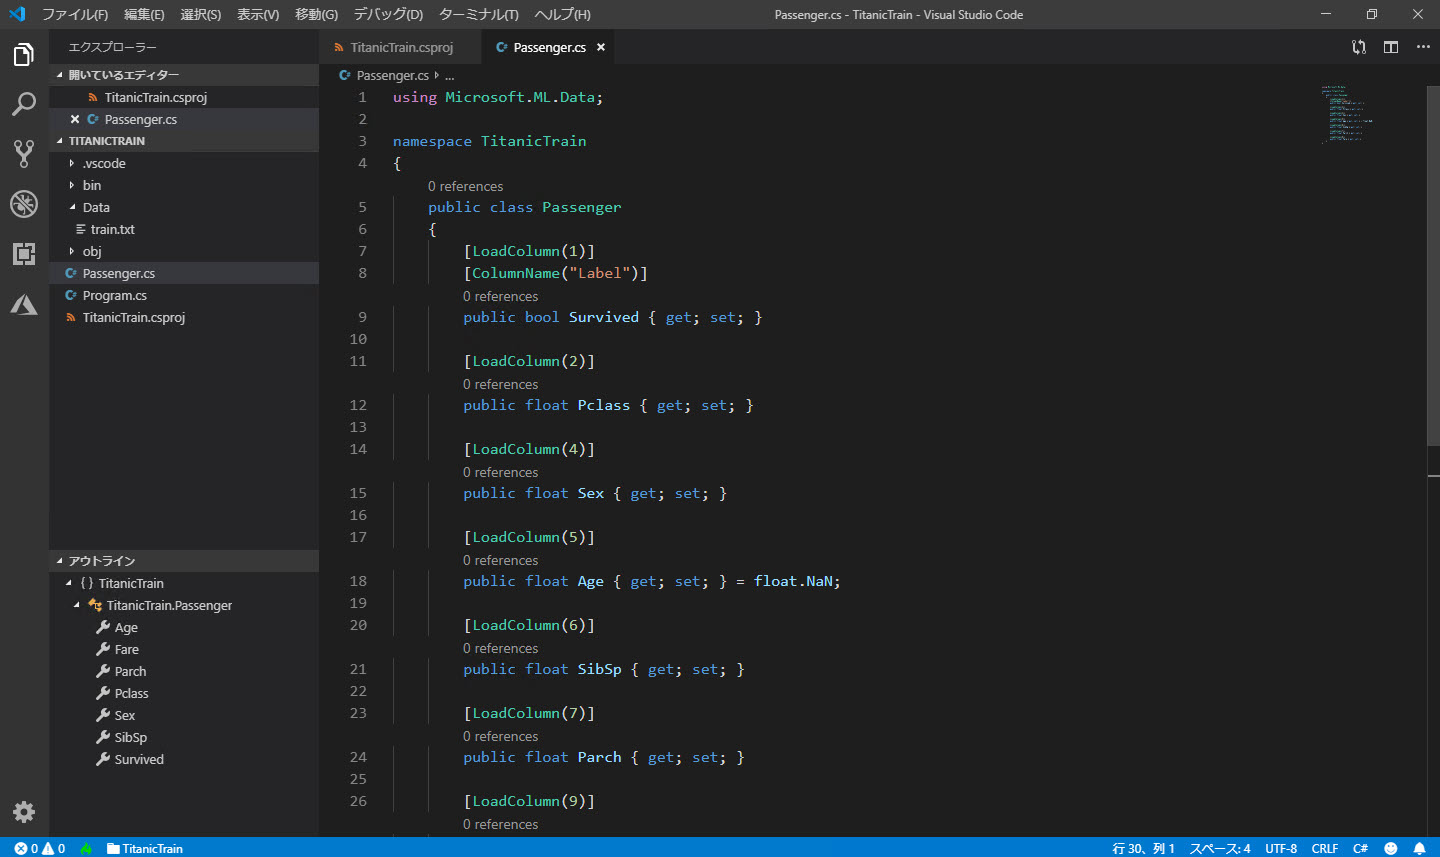 ファイル(F) 編集(E) 選択(S) 表示(V) 移動(G) デバッグ(D) ターミナル(T) ヘルプ(H) Passenger.cs - TitanicTrain - Visual Studio Code
エクスプローラー
開いているエディター
TitanicTrain.csproj
Passenger.cs
TITANICTRAIN
.vscode
bin
Data
train.txt
obj
Passenger.cs
Program.cs
TitanicTrain.csproj
アウトライン
{ } TitanicTrain
TitanicTrain.Passenger
Age
Fare
Parch
Pclass
Sex
SibSp
Survived
TitanicTrain.csproj Passenger.cs
Passenger.cs ...
1 using Microsoft.ML.Data;
2
3 namespace TitanicTrain
4 {
0 references
5 public class Passenger
6 {
7 [LoadColumn(1)]
8 [ColumnName("Label")]
0 references
9 public bool Survived { get; set; }
10
11 [LoadColumn(2)]
0 references
12 public float Pclass { get; set; }
13
14 [LoadColumn(4)]
0 references
15 public float Sex { get; set; }
16
17 [LoadColumn(5)]
0 references
18 public float Age { get; set; } = float.NaN;
19
20 [LoadColumn(6)]
0 references
21 public float SibSp { get; set; }
22
23 [LoadColumn(7)]
0 references
24 public float Parch { get; set; }
25
26 [LoadColumn(9)]
0 references
0 0 TitanicTrain 行 30、列 1 スペース: 4 UTF-8 CRLF C#